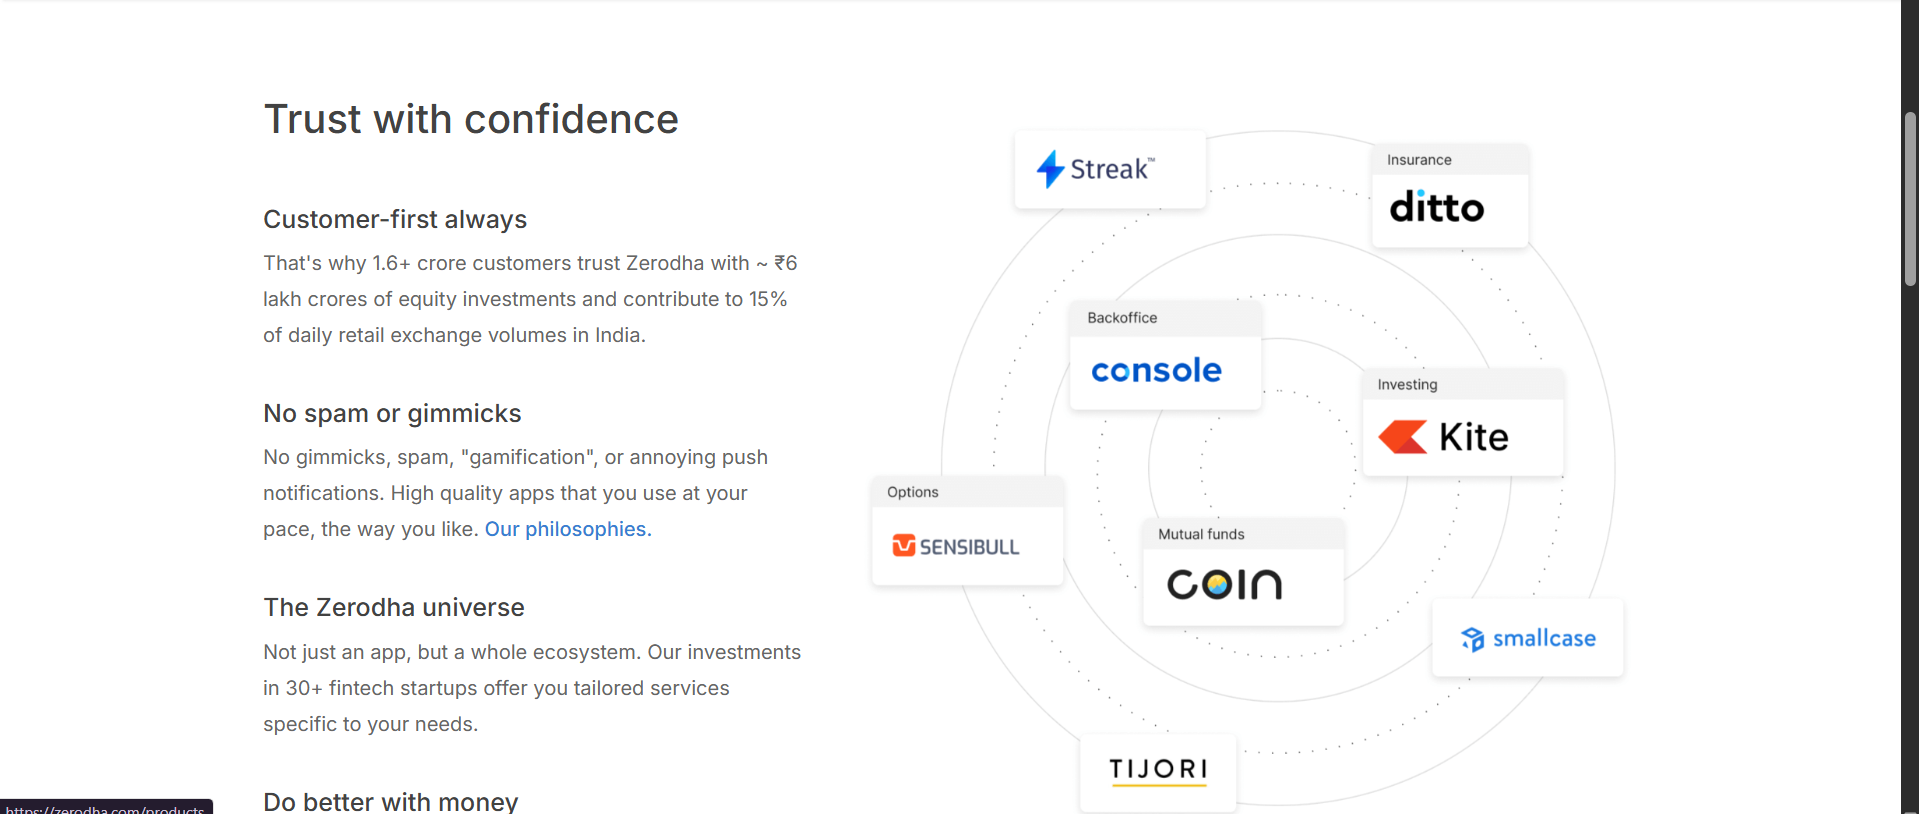 Trust with confidence
Customer-first always
That's why 1.6+ crore customers trust Zerodha with ~ ₹6
lakh crores of equity investments and contribute to 15%
of daily retail exchange volumes in India.
No spam or gimmicks
No gimmicks, spam, "gamification", or annoying push
notifications. High quality apps that you use at your
pace, the way you like. Our philosophies.
The Zerodha universe
Not just an app, but a whole ecosystem. Our investments
in 30+ fintech startups offer you tailored services
specific to your needs.
Do better with money
Streak™
Insurance
ditto
Backoffice
console
Investing
Kite
Options
SENSIBULL
Mutual funds
coin
smallcase
TIJORI
https://zerodha.com/products